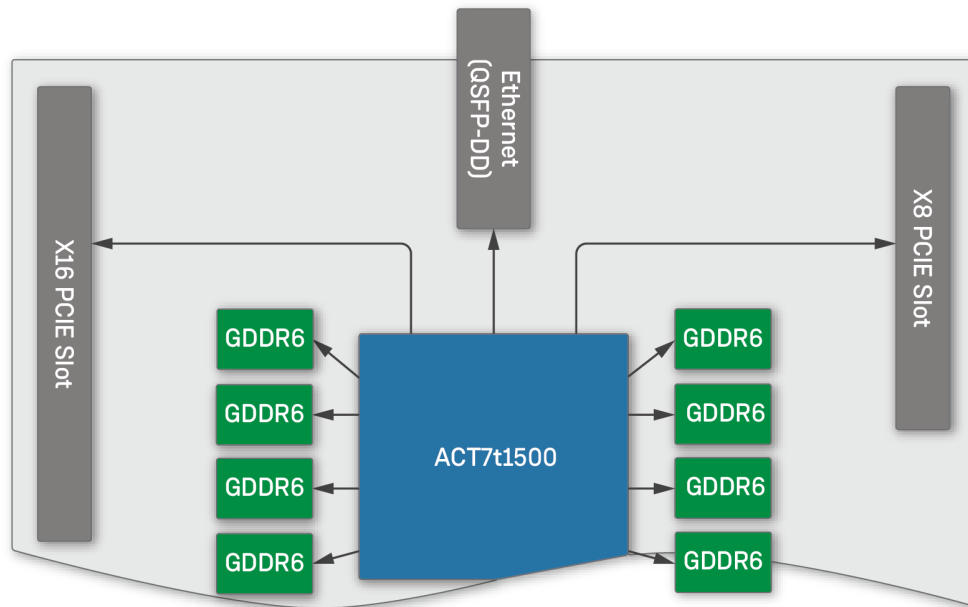 Ethernet
(QSFP-DD)
X16 PCIE Slot
X8 PCIE Slot
GDDR6
GDDR6
GDDR6
GDDR6
ACT7t1500
GDDR6
GDDR6
GDDR6
GDDR6